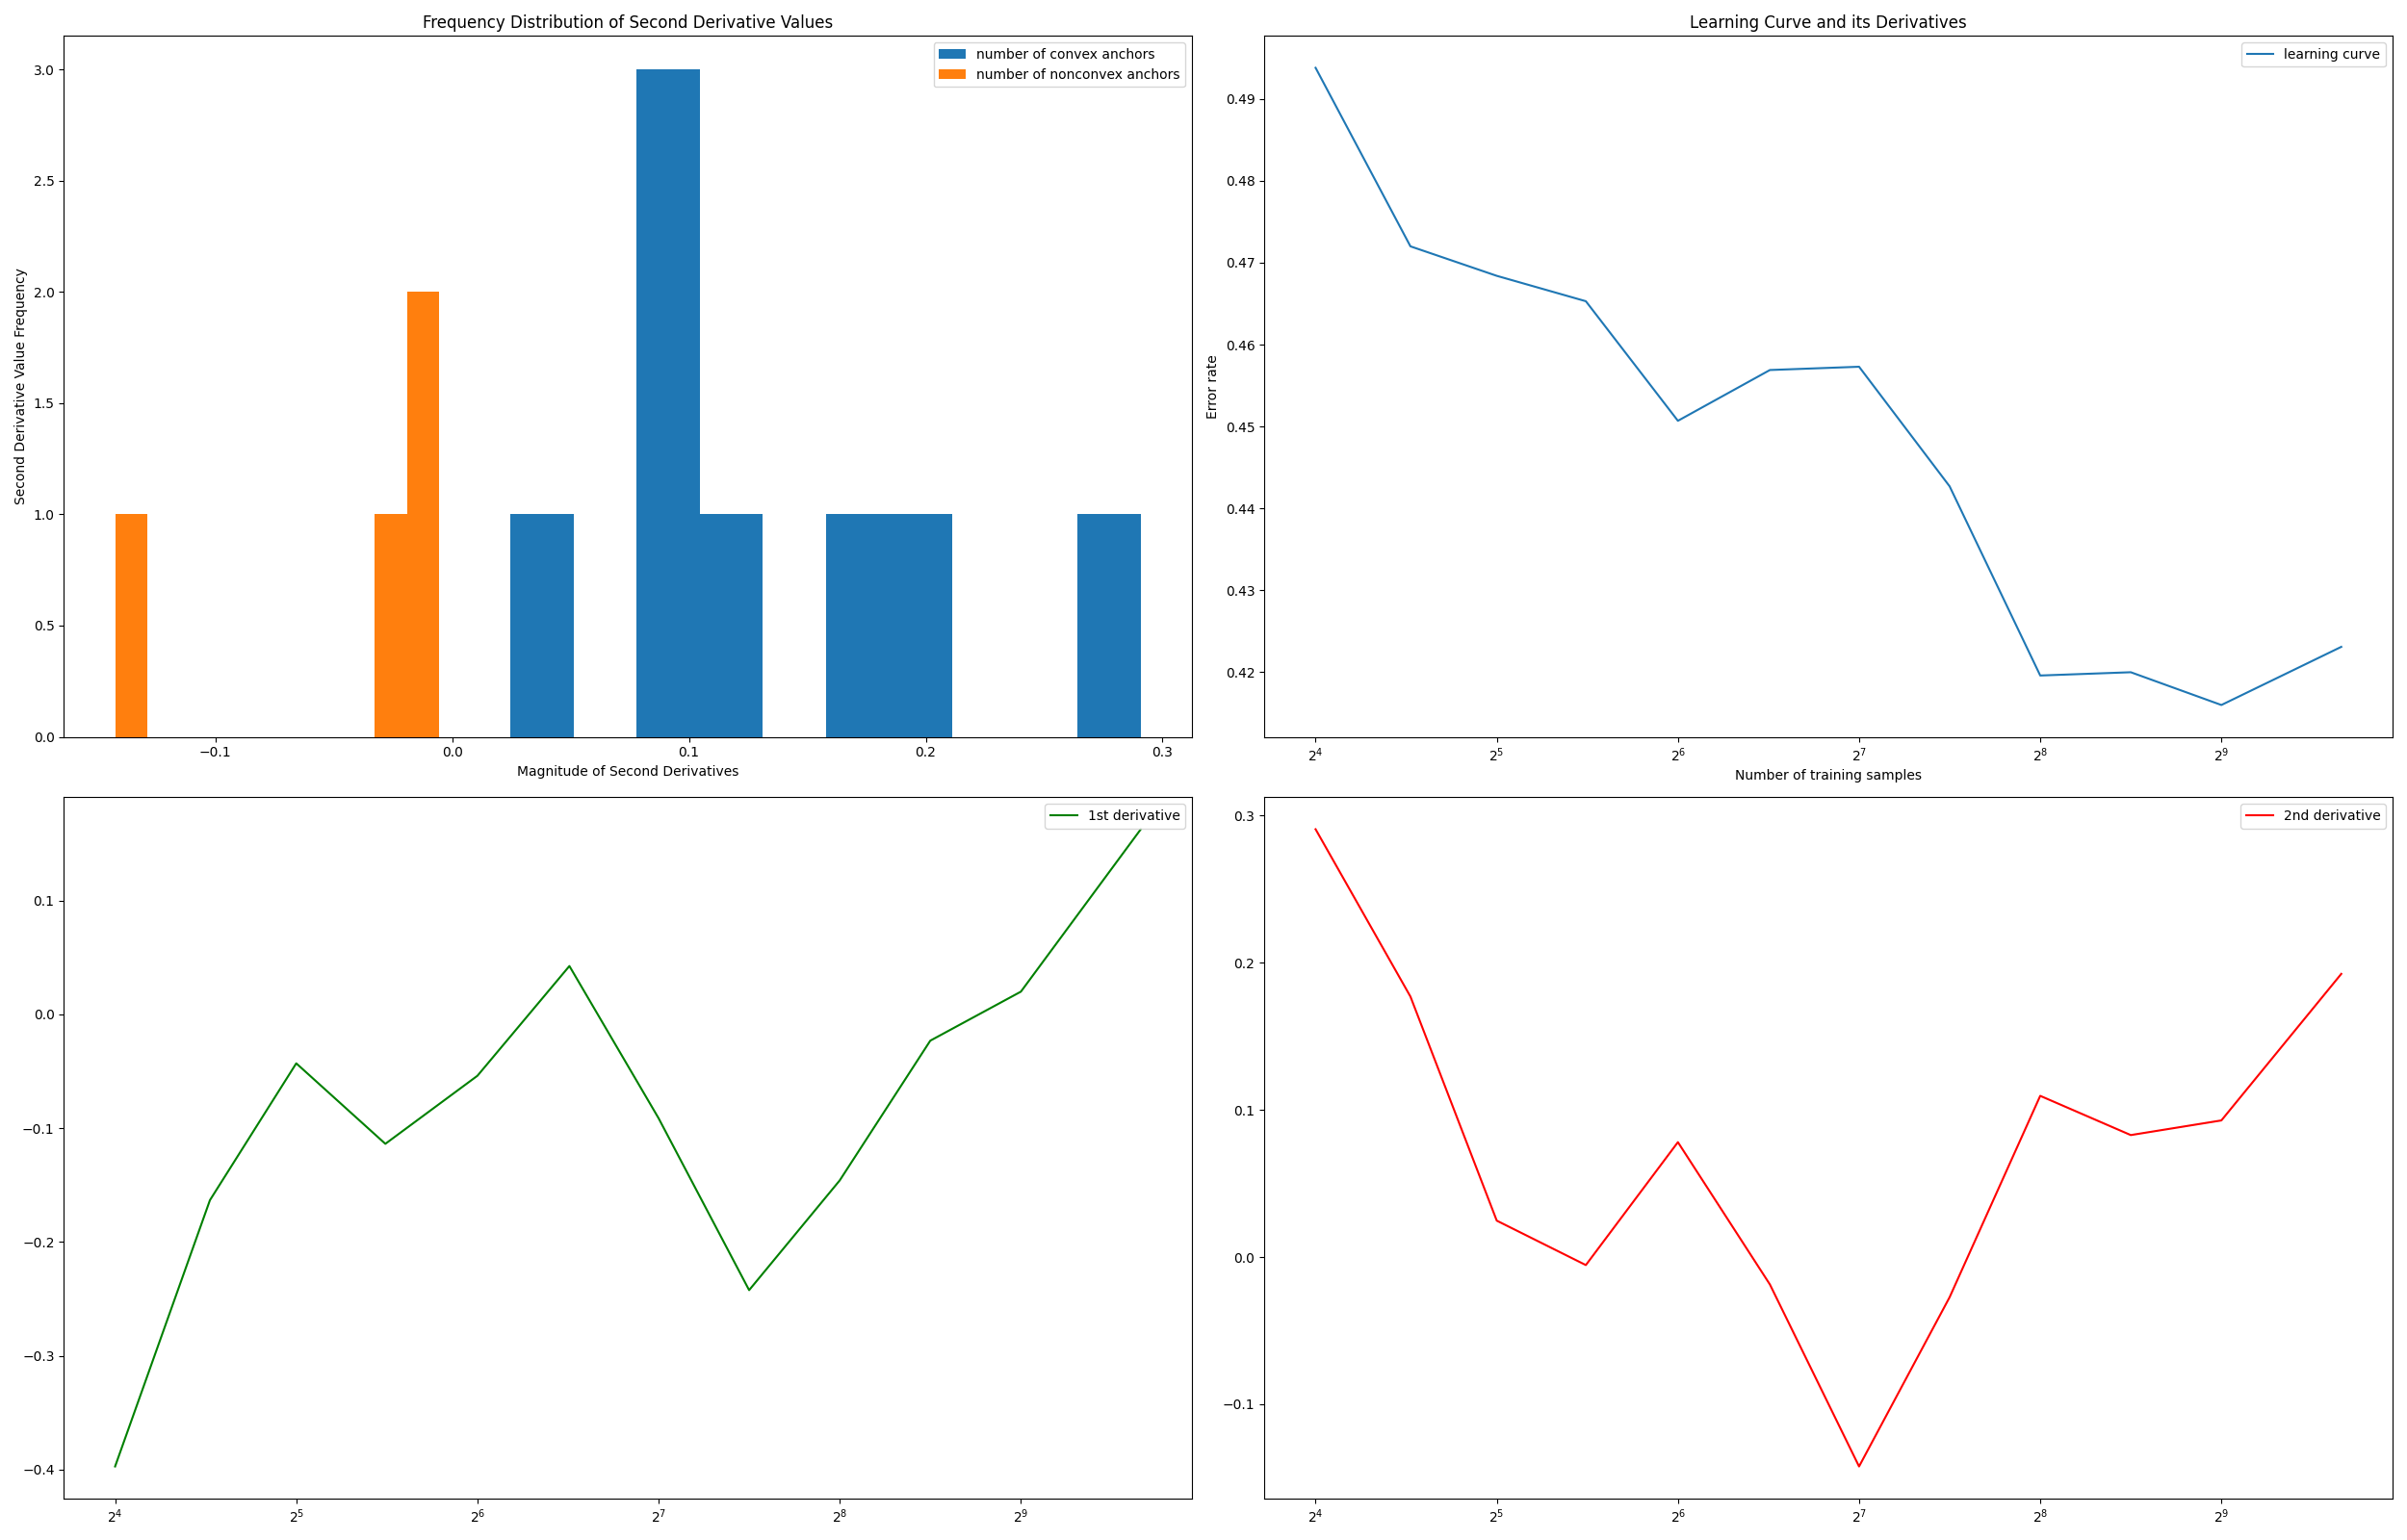 Frequency Distribution of Second Derivative Values
number of convex anchors
number of nonconvex anchors
3.0
2.5
2.0
1.5
1.0
0.5
0.0
Second Derivative Value Frequency
−0.1 0.0 0.1 0.2 0.3
Magnitude of Second Derivatives
Learning Curve and its Derivatives
learning curve
0.49
0.48
0.47
0.46
0.45
0.44
0.43
0.42
Error rate
2⁴ 2⁵ 2⁶ 2⁷ 2⁸ 2⁹
Number of training samples
1st derivative
0.1
0.0
−0.1
−0.2
−0.3
−0.4
2⁴ 2⁵ 2⁶ 2⁷ 2⁸ 2⁹
2nd derivative
0.3
0.2
0.1
0.0
−0.1
2⁴ 2⁵ 2⁶ 2⁷ 2⁸ 2⁹